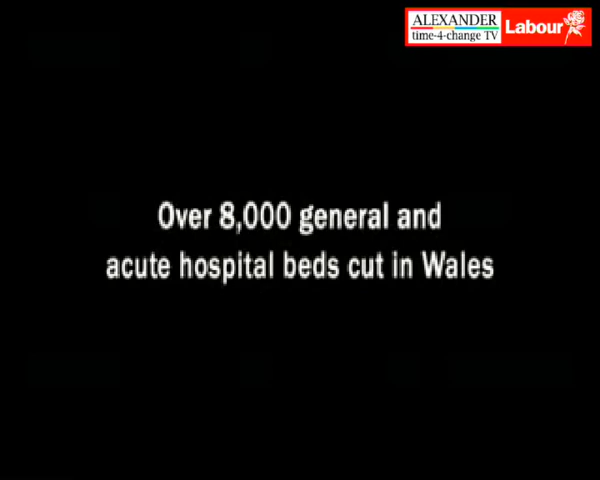 ALEXANDER
time-4-change TV
Labour
Over 8,000 general and
acute hospital beds cut in Wales